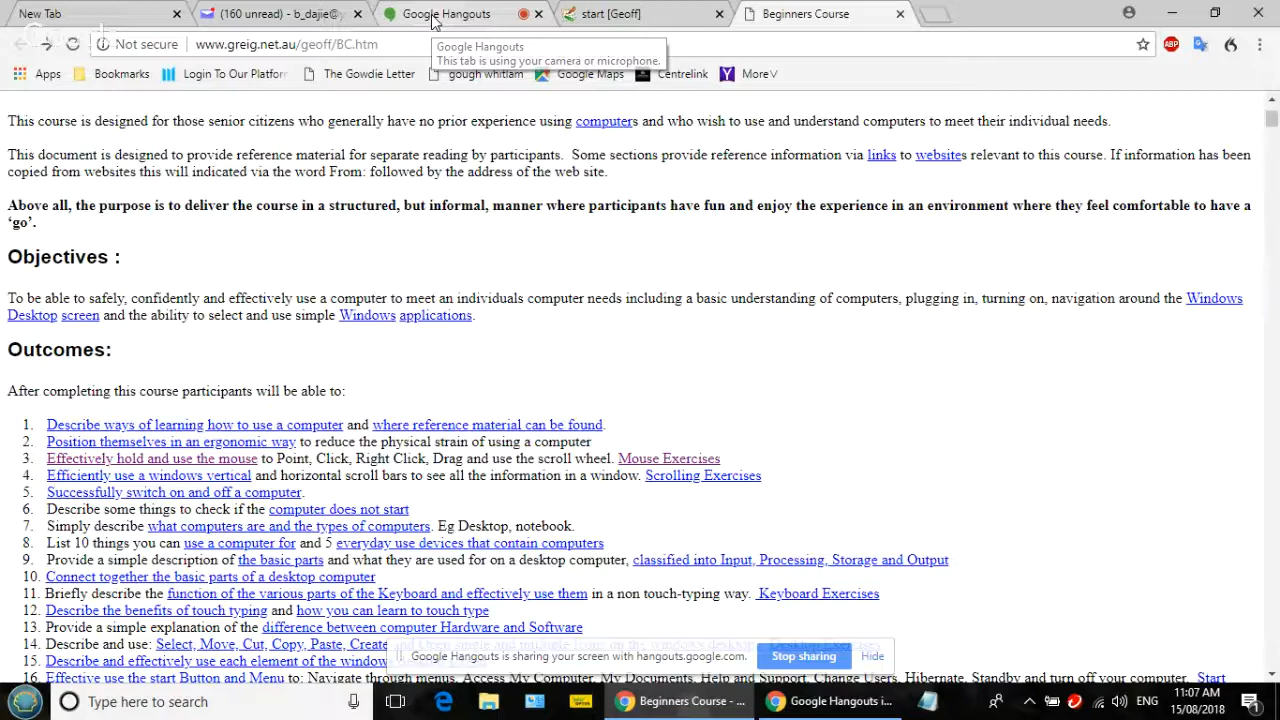 New Tab (160 unread) - b_dajie@y Google Hangouts start [Geoff] Beginners Course
Not secure www.greig.net.au/geoff/BC.htm
Google Hangouts
This tab is using your camera or microphone.
Apps Bookmarks Login To Our Platfor The Gowdie Letter gough whitlam Google Maps Centrelink More
This course is designed for those senior citizens who generally have no prior experience using computers and who wish to use and understand computers to meet their individual needs.
This document is designed to provide reference material for separate reading by participants. Some sections provide reference information via links to websites relevant to this course. If information has been
copied from websites this will indicated via the word From: followed by the address of the web site.
Above all, the purpose is to deliver the course in a structured, but informal, manner where participants have fun and enjoy the experience in an environment where they feel comfortable to have a
‘go’.
Objectives :
To be able to safely, confidently and effectively use a computer to meet an individuals computer needs including a basic understanding of computers, plugging in, turning on, navigation around the Windows
Desktop screen and the ability to select and use simple Windows applications.
Outcomes:
After completing this course participants will be able to:
1. Describe ways of learning how to use a computer and where reference material can be found.
2. Position themselves in an ergonomic way to reduce the physical strain of using a computer
3. Effectively hold and use the mouse to Point, Click, Right Click, Drag and use the scroll wheel. Mouse Exercises
4. Efficiently use a windows vertical and horizontal scroll bars to see all the information in a window. Scrolling Exercises
5. Successfully switch on and off a computer.
6. Describe some things to check if the computer does not start
7. Simply describe what computers are and the types of computers. Eg Desktop, notebook.
8. List 10 things you can use a computer for and 5 everyday use devices that contain computers
9. Provide a simple description of the basic parts and what they are used for on a desktop computer, classified into Input, Processing, Storage and Output
10. Connect together the basic parts of a desktop computer
11. Briefly describe the function of the various parts of the Keyboard and effectively use them in a non touch-typing way. Keyboard Exercises
12. Describe the benefits of touch typing and how you can learn to touch type
13. Provide a simple explanation of the difference between computer Hardware and Software
14. Describe and use: Select, Move, Cut, Copy, Paste, Create
15. Describe and effectively use each element of the window
Google Hangouts is sharing your screen with hangouts.google.com. Stop sharing Hide
16. Effective use the start Button and Menu to: Navigate through menus, Access My Computer, My Documents, Help and Support, Change Users, Hibernate, Standby and turn off your computer. Start
Type here to search Beginners Course - ... Google Hangouts i... ENG 11:07 AM
15/08/2018
1